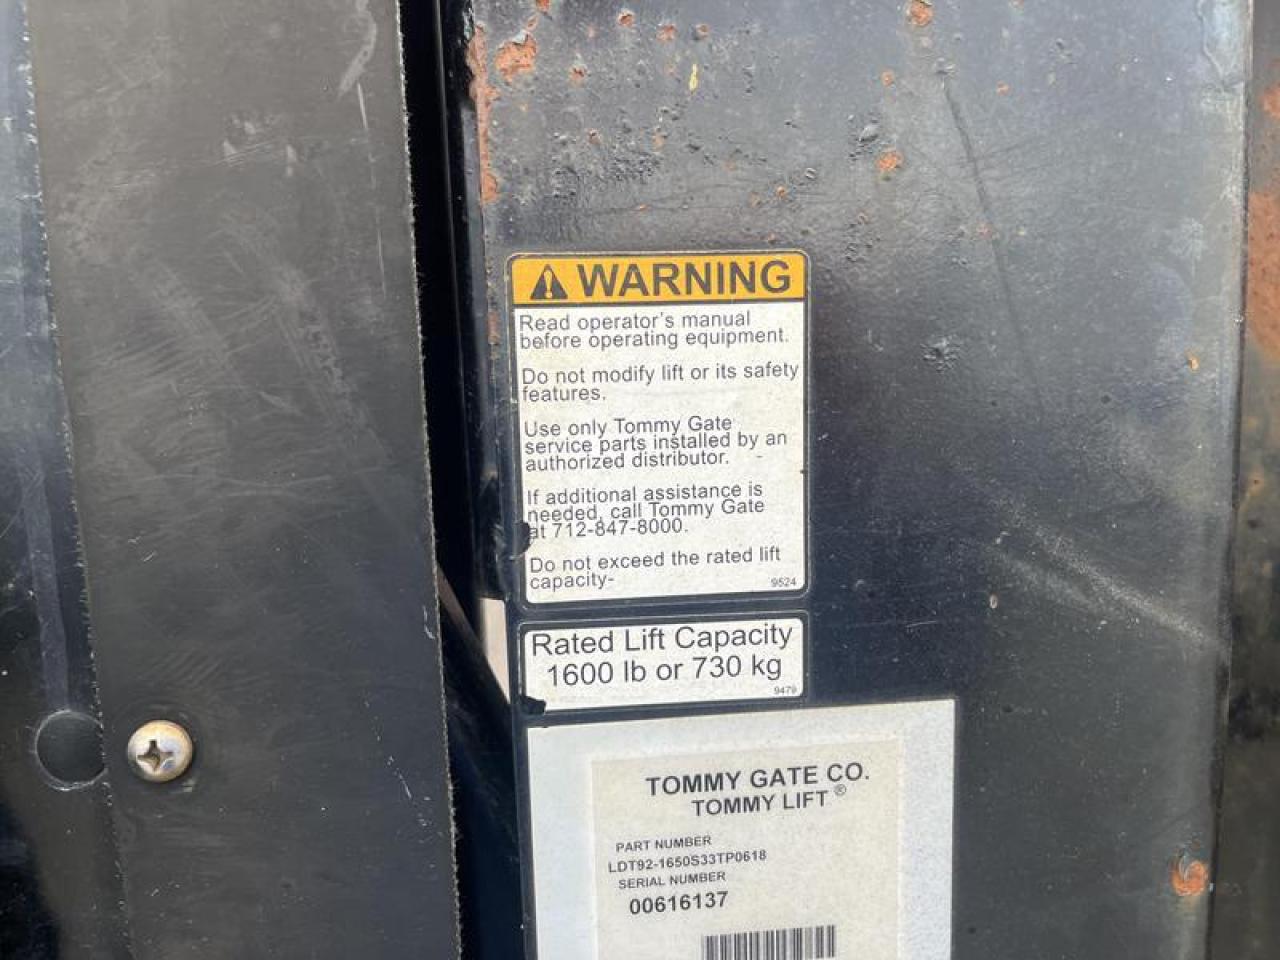 WARNING
Read operator's manual
before operating equipment.
Do not modify lift or its safety
features.
Use only Tommy Gate
service parts installed by an
authorized distributor.
If additional assistance is
needed, call Tommy Gate
at 712-847-8000.
Do not exceed the rated lift
capacity-
9524
Rated Lift Capacity
1600 lb or 730 kg
9479
TOMMY GATE CO.
TOMMY LIFT®
PART NUMBER
LDT92-1650S33TP0618
SERIAL NUMBER
00616137